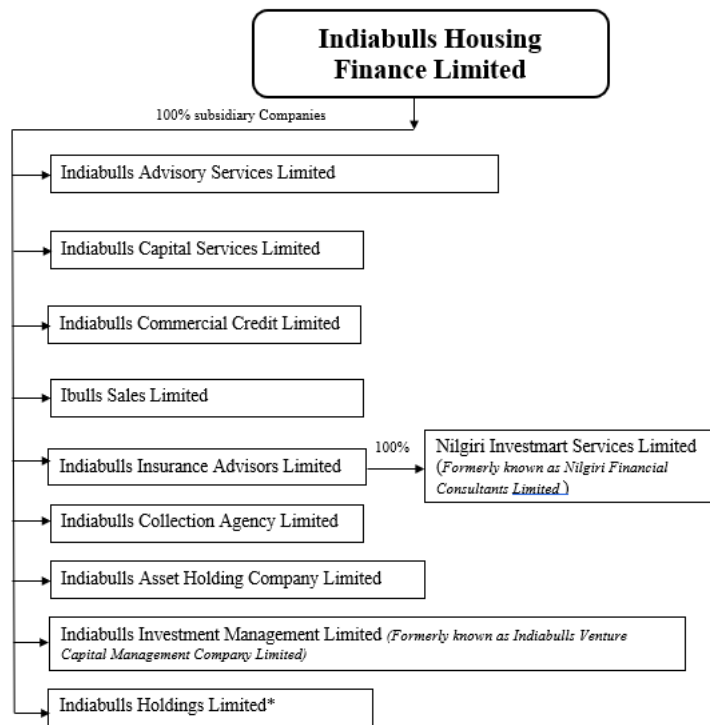 Indiabulls Housing
Finance Limited
100% subsidiary Companies
Indiabulls Advisory Services Limited
Indiabulls Capital Services Limited
Indiabulls Commercial Credit Limited
Ibulls Sales Limited
Indiabulls Insurance Advisors Limited
100%
Nilgiri Investmart Services Limited
(Formerly known as Nilgiri Financial
Consultants Limited )
Indiabulls Collection Agency Limited
Indiabulls Asset Holding Company Limited
Indiabulls Investment Management Limited (Formerly known as Indiabulls Venture
Capital Management Company Limited)
Indiabulls Holdings Limited*